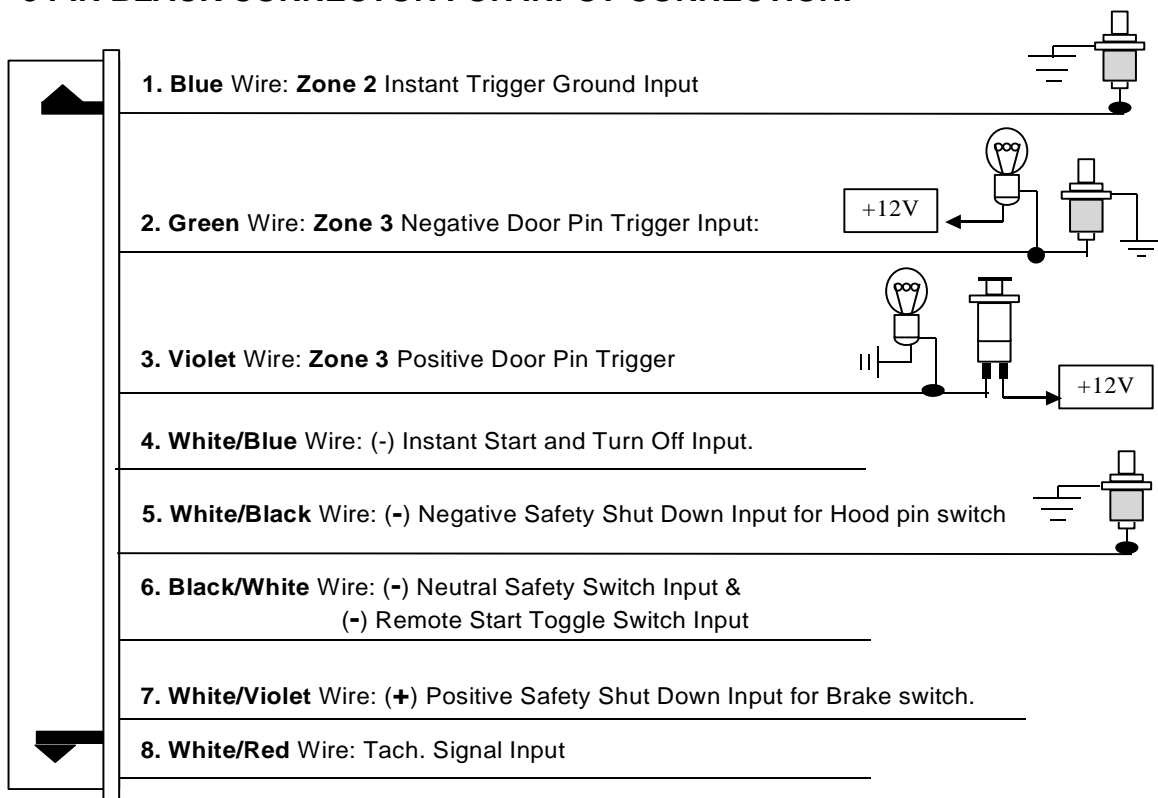 1. Blue Wire: Zone 2 Instant Trigger Ground Input
2. Green Wire: Zone 3 Negative Door Pin Trigger Input:
+12V
3. Violet Wire: Zone 3 Positive Door Pin Trigger
+12V
4. White/Blue Wire: (-) Instant Start and Turn Off Input.
5. White/Black Wire: (-) Negative Safety Shut Down Input for Hood pin switch
6. Black/White Wire: (-) Neutral Safety Switch Input &
(-) Remote Start Toggle Switch Input
7. White/Violet Wire: (+) Positive Safety Shut Down Input for Brake switch.
8. White/Red Wire: Tach. Signal Input